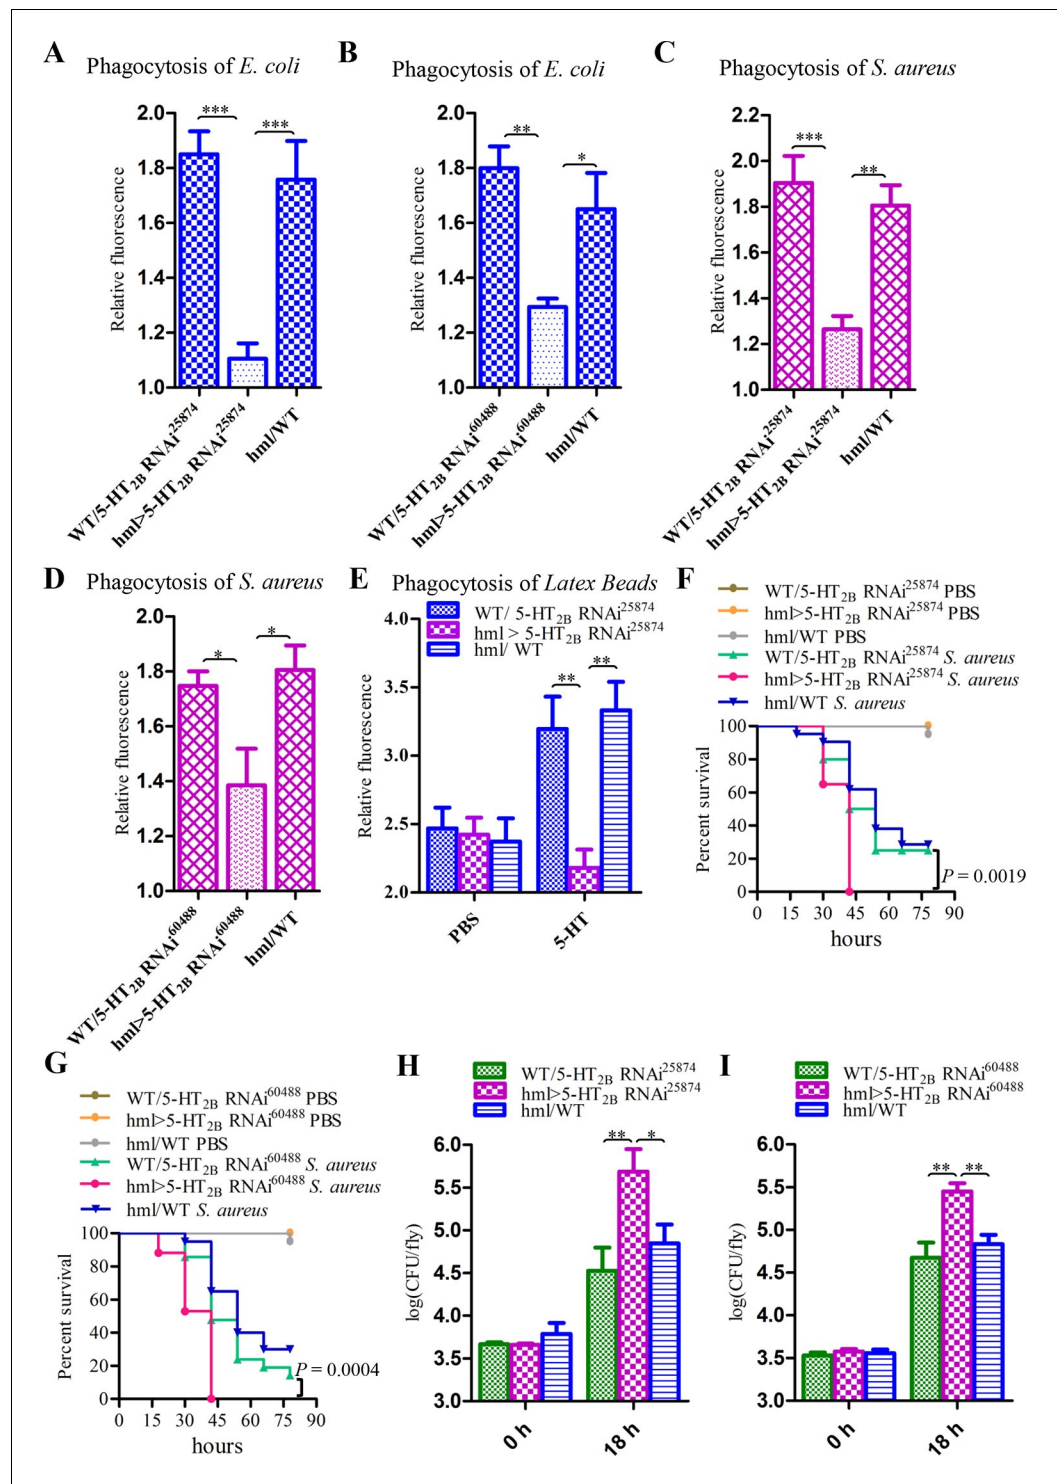 A
Phagocytosis of E. coli
***
***
Relative fluorescence
2.0
1.8
1.6
1.4
1.2
1.0
WT/5-HT2B RNAi25874
hml>5-HT2B RNAi25874
hml/WT
B
Phagocytosis of E. coli
**
*
Relative fluorescence
2.0
1.8
1.6
1.4
1.2
1.0
WT/5-HT2B RNAi60488
hml>5-HT2B RNAi60488
hml/WT
C
Phagocytosis of S. aureus
***
**
Relative fluorescence
2.2
2.0
1.8
1.6
1.4
1.2
1.0
WT/5-HT2B RNAi25874
hml>5-HT2B RNAi25874
hml/WT
D
Phagocytosis of S. aureus
*
*
Relative fluorescence
2.0
1.8
1.6
1.4
1.2
1.0
WT/5-HT2B RNAi60488
hml>5-HT2B RNAi60488
hml/WT
E
Phagocytosis of Latex Beads
WT/ 5-HT2B RNAi25874
hml > 5-HT2B RNAi25874
hml/ WT
**
**
Relative fluorescence
4.0
3.5
3.0
2.5
2.0
PBS
5-HT
F
WT/5-HT2B RNAi25874 PBS
hml>5-HT2B RNAi25874 PBS
hml/WT PBS
WT/5-HT2B RNAi25874 S. aureus
hml>5-HT2B RNAi25874 S. aureus
hml/WT S. aureus
Percent survival
100
80
60
40
20
0
P = 0.0019
0 15 30 45 60 75 90
hours
G
WT/5-HT2B RNAi60488 PBS
hml>5-HT2B RNAi60488 PBS
hml/WT PBS
WT/5-HT2B RNAi60488 S. aureus
hml>5-HT2B RNAi60488 S. aureus
hml/WT S. aureus
Percent survival
100
80
60
40
20
0
P = 0.0004
0 15 30 45 60 75 90
hours
H
WT/5-HT2B RNAi25874
hml>5-HT2B RNAi25874
hml/WT
**
*
log(CFU/fly)
6.0
5.5
5.0
4.5
4.0
3.5
3.0
0 h
18 h
I
WT/5-HT2B RNAi60488
hml>5-HT2B RNAi60488
hml/WT
**
**
log(CFU/fly)
6.0
5.5
5.0
4.5
4.0
3.5
3.0
0 h
18 h